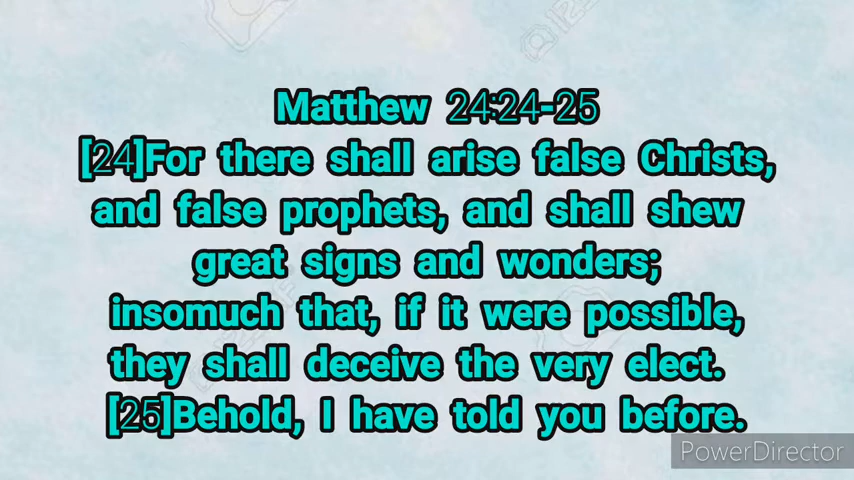 Matthew 24:24-25
[24]For there shall arise false Christs,
and false prophets, and shall shew
great signs and wonders;
insomuch that, if it were possible,
they shall deceive the very elect.
[25]Behold, I have told you before.
PowerDirector